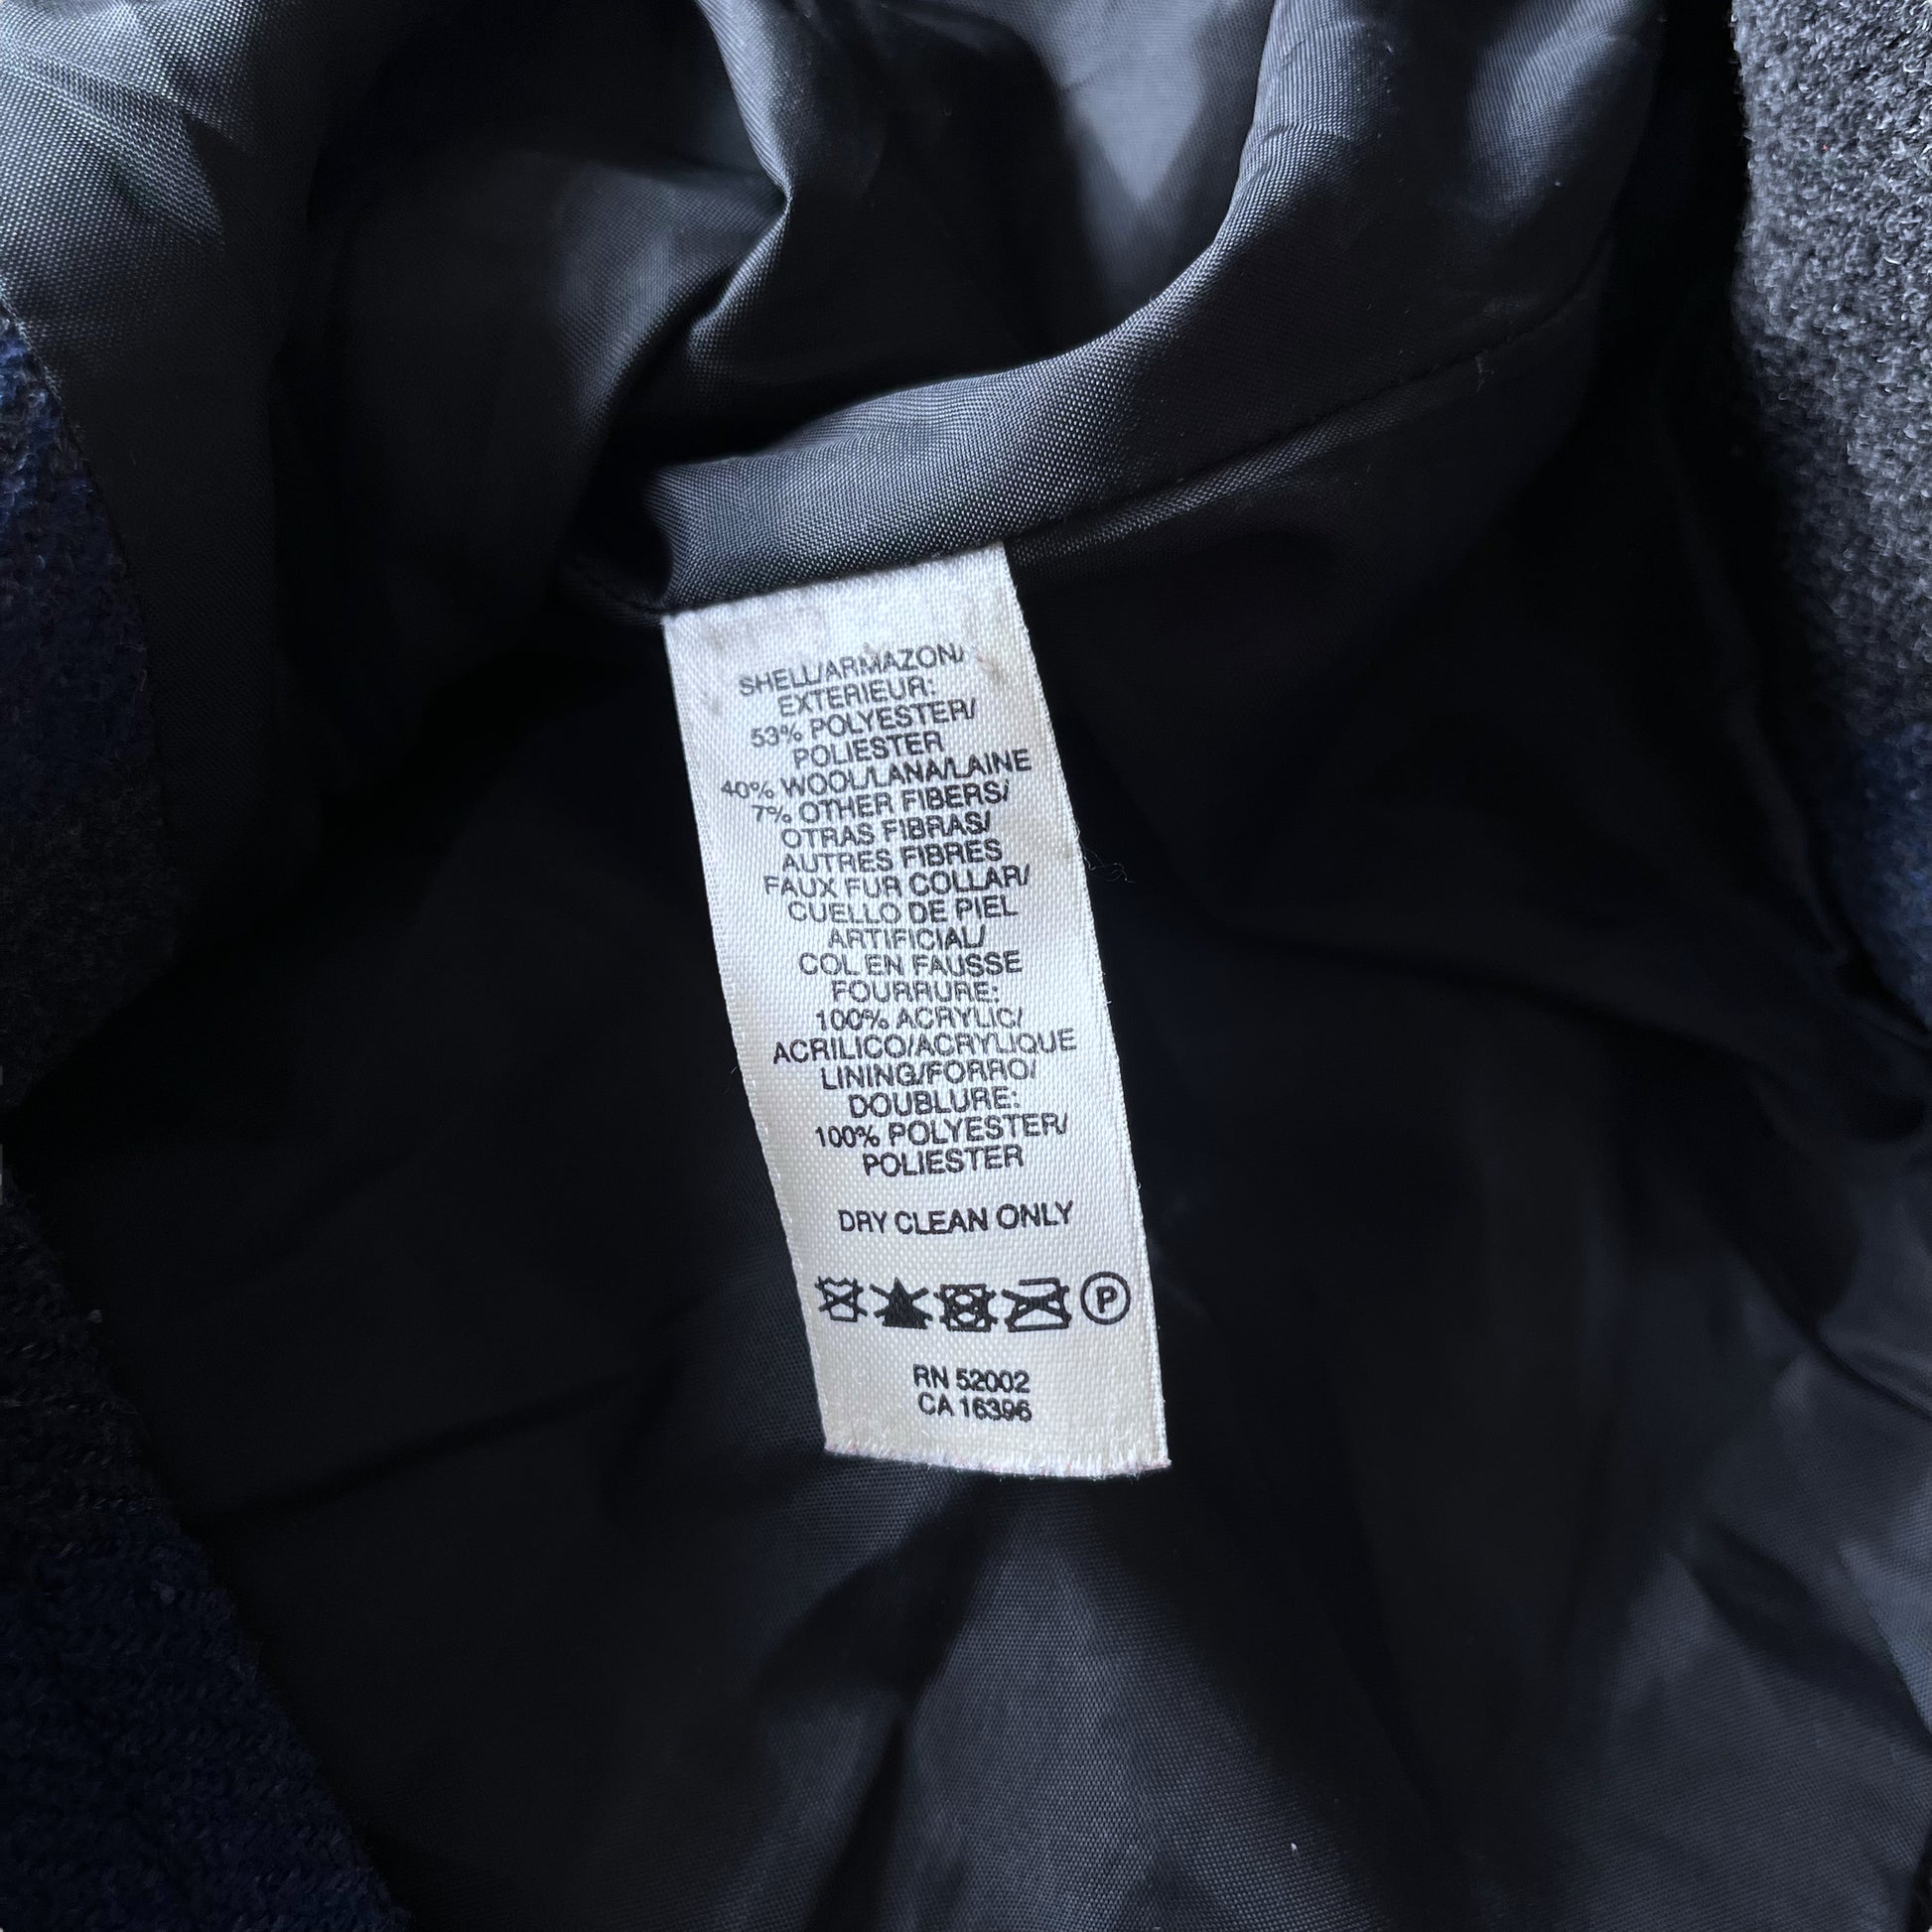 SHELL/ARMAZON/
EXTERIEUR:
53% POLYESTER/
POLIESTER
40% WOOL/LANA/LAINE
7% OTHER FIBERS/
OTRAS FIBRAS/
AUTRES FIBRES
FAUX FUR COLLAR/
CUELLO DE PIEL
ARTIFICIAL/
COL EN FAUSSE
FOURRURE:
100% ACRYLIC/
ACRILICO/ACRYLIQUE
LINING/FORRO/
DOUBLURE:
100% POLYESTER/
POLIESTER
DRY CLEAN ONLY
P
RN 52002
CA 16396